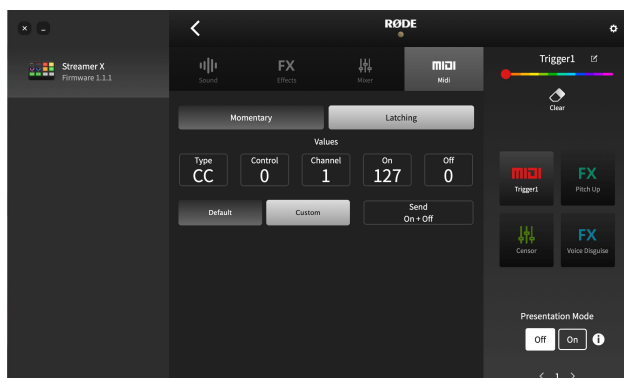 RØDE
Streamer X
Firmware 1.1.1
Sound
FX
Effects
Mixer
MIDI
Midi
Trigger1
Clear
Momentary
Latching
Values
Type
CC
Control
0
Channel
1
On
127
Off
0
Default
Custom
Send
On + Off
MIDI
Trigger1
FX
Pitch Up
Censor
FX
Voice Disguise
Presentation Mode
Off
On
1